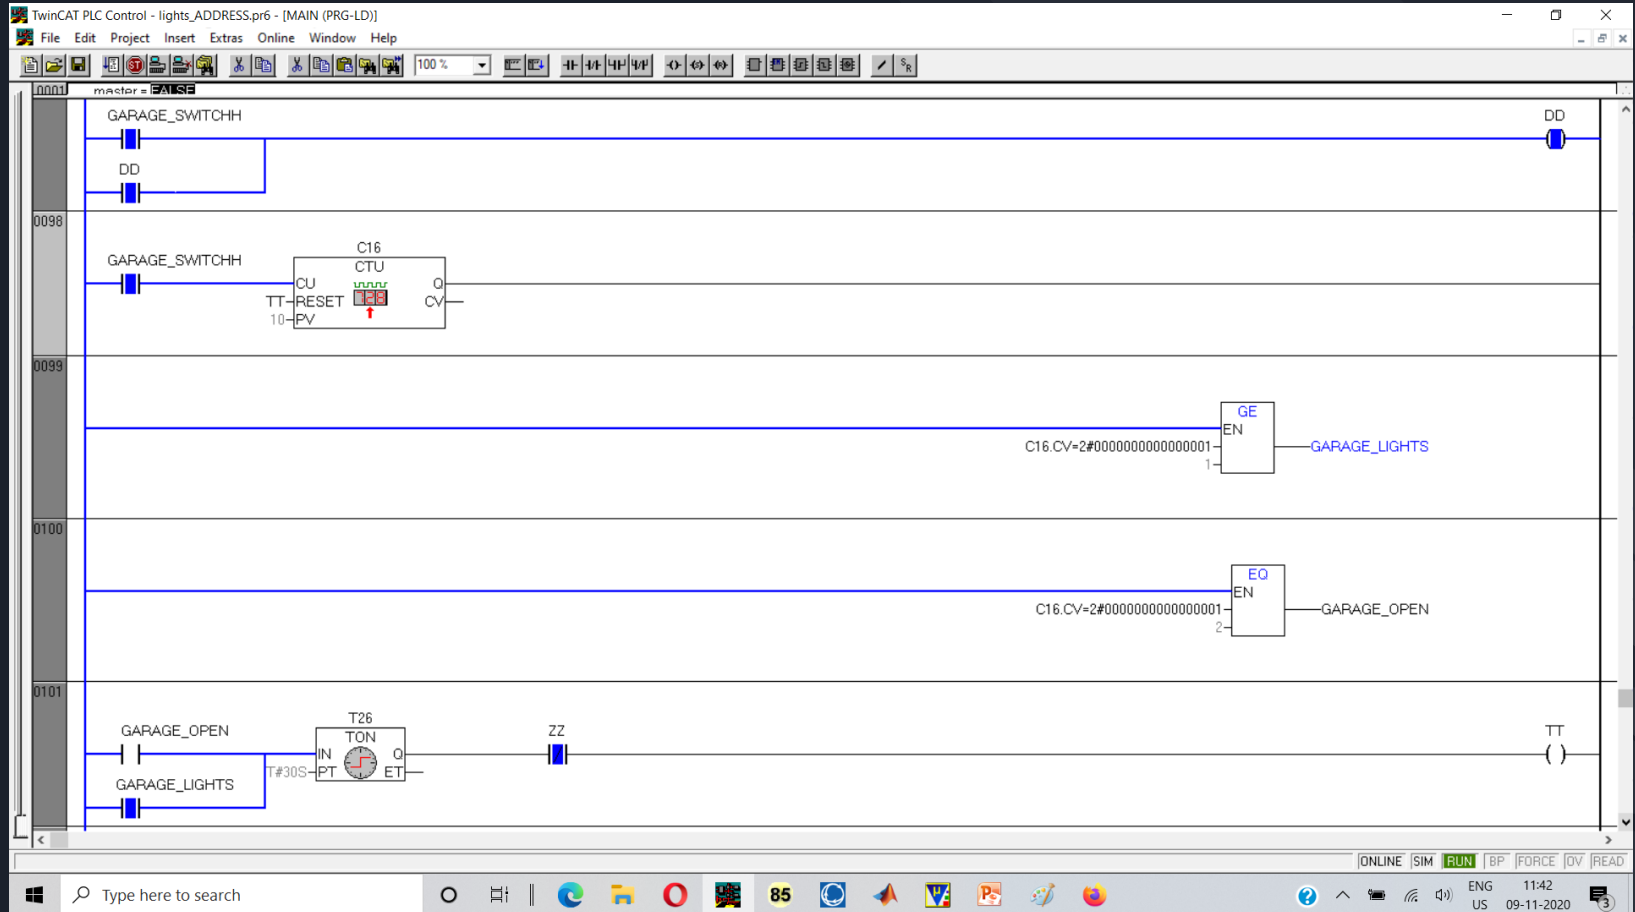 TwinCAT PLC Control - lights_ADDRESS.pr6 - [MAIN (PRG-LD)]
File Edit Project Insert Extras Online Window Help
100 %
0001 master = FALSE
GARAGE_SWITCHH DD
DD
0098
C16
GARAGE_SWITCHH CTU
CU Q
TT RESET CV
10 PV
0099
GE
EN
C16.CV=2#0000000000000001 GARAGE_LIGHTS
1
0100
EQ
EN
C16.CV=2#0000000000000001 GARAGE_OPEN
2
0101
T26
GARAGE_OPEN TON ZZ TT
IN Q
T#30S PT ET
GARAGE_LIGHTS
ONLINE SIM RUN BP FORCE OV READ
Type here to search
85
ENG 11:42
US 09-11-2020 3